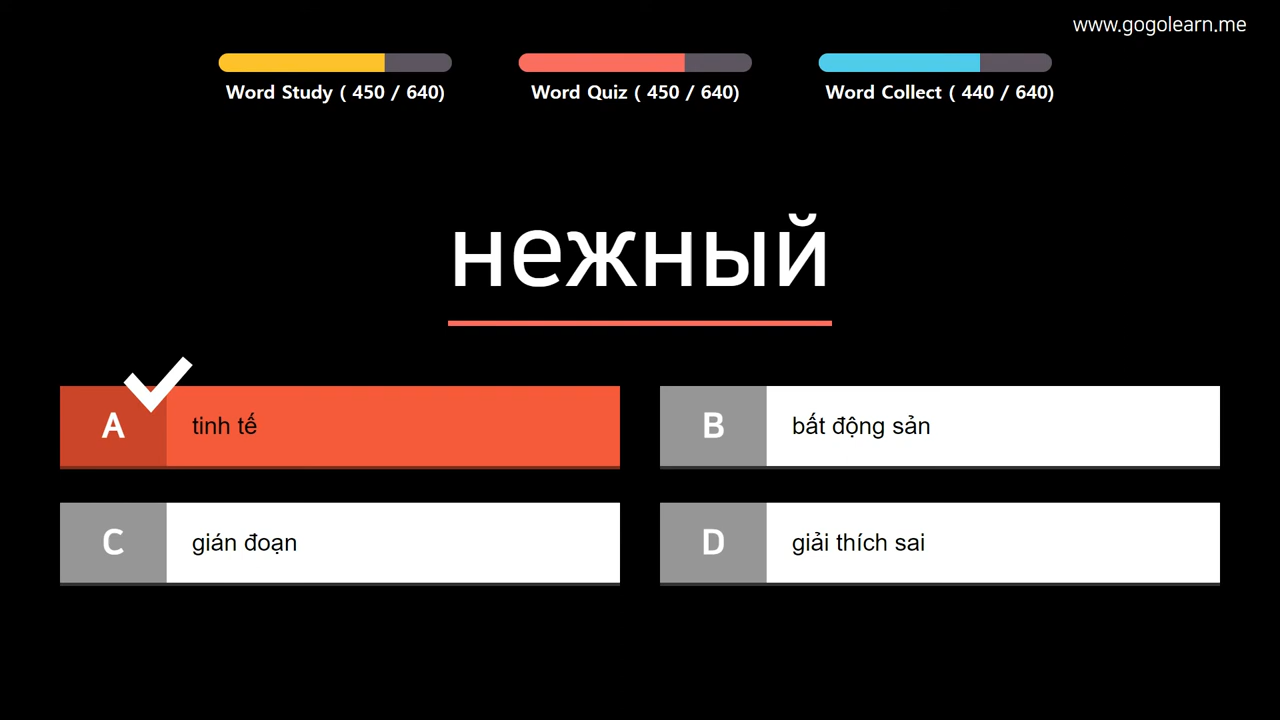 www.gogolearn.me
Word Study ( 450 / 640)
Word Quiz ( 450 / 640)
Word Collect ( 440 / 640)
нежный
A tinh tế
B bất động sản
C gián đoạn
D giải thích sai